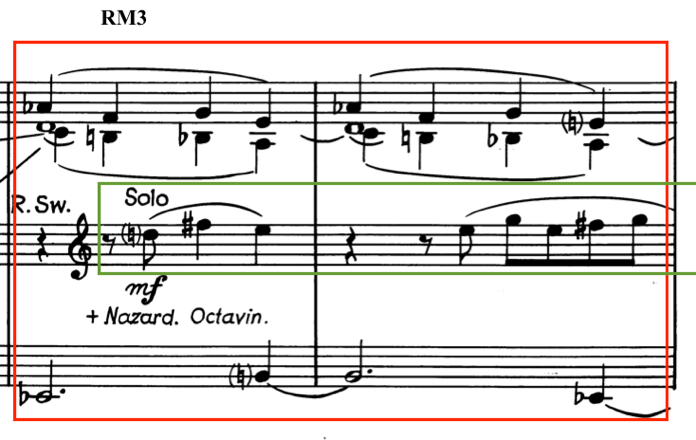 RM3
R. Sw.
Solo
mf
+ Nazard. Octavin.